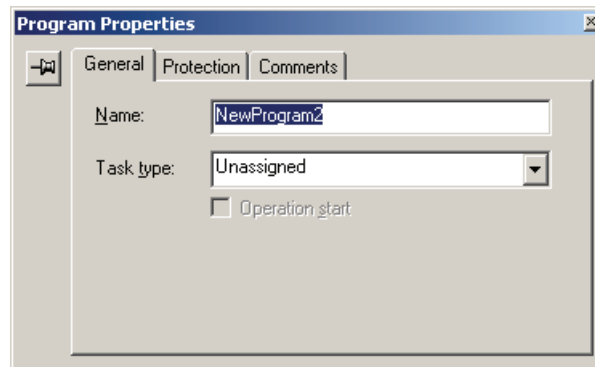 Program Properties
General Protection Comments
Name: NewProgram2
Task type: Unassigned
Operation start